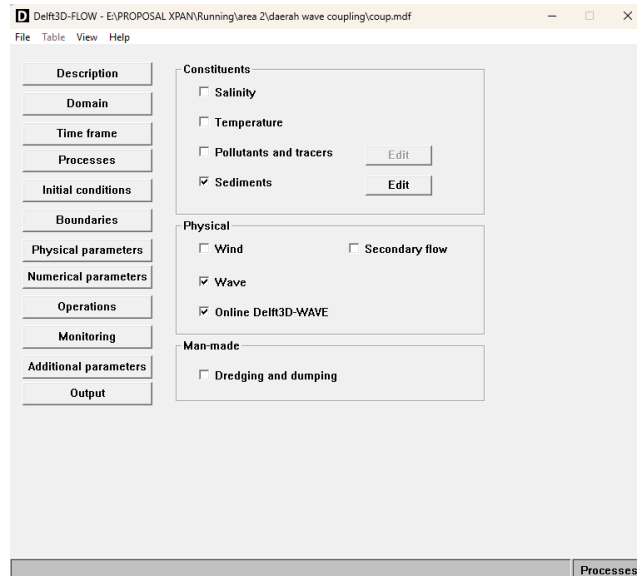 Delft3D-FLOW - E:\PROPOSAL XPAN\Running\area 2\daerah wave coupling\coup.mdf
File Table View Help
Description
Domain
Time frame
Processes
Initial conditions
Boundaries
Physical parameters
Numerical parameters
Operations
Monitoring
Additional parameters
Output
Constituents
Salinity
Temperature
Pollutants and tracers Edit
Sediments Edit
Physical
Wind Secondary flow
Wave
Online Delft3D-WAVE
Man-made
Dredging and dumping
Processes